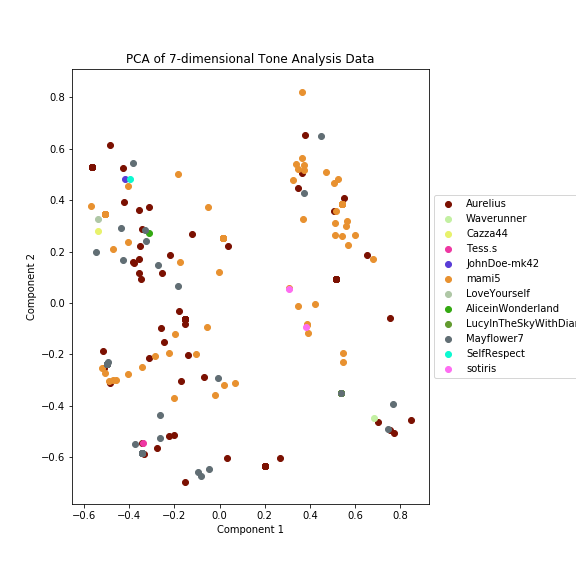 PCA of 7-dimensional Tone Analysis Data
Component 2
0.8
0.6
0.4
0.2
0.0
−0.2
−0.4
−0.6
−0.6
−0.4
−0.2
0.0
0.2
0.4
0.6
0.8
Component 1
Aurelius
Waverunner
Cazza44
Tess.s
JohnDoe-mk42
mami5
LoveYourself
AliceinWonderland
LucyInTheSkyWithDiar
Mayflower7
SelfRespect
sotiris